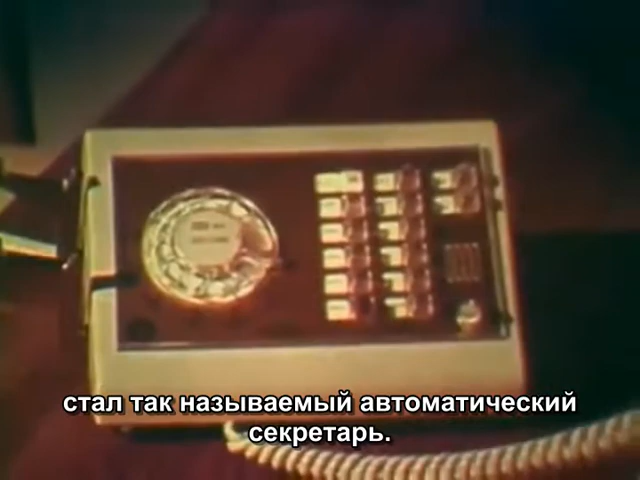 стал так называемый автоматический
секретарь.